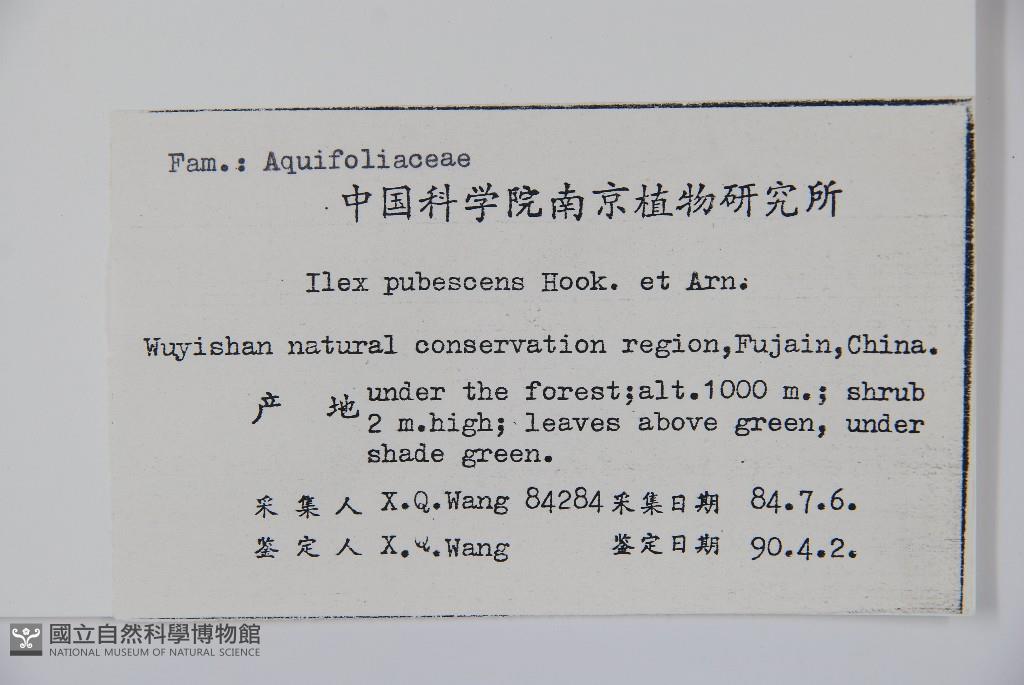 Fam.: Aquifoliaceae
中国科学院南京植物研究所
Ilex pubescens Hook. et Arn.
Wuyishan natural conservation region,Fujain,China.
产 地 under the forest;alt.1000 m.; shrub
2 m.high; leaves above green, under
shade green.
采 集 人 X.Q.Wang 84284 采集日期 84.7.6.
鉴 定 人 X. .Wang 鉴定日期 90.4.2.
國立自然科學博物館
NATIONAL MUSEUM OF NATURAL SCIENCE